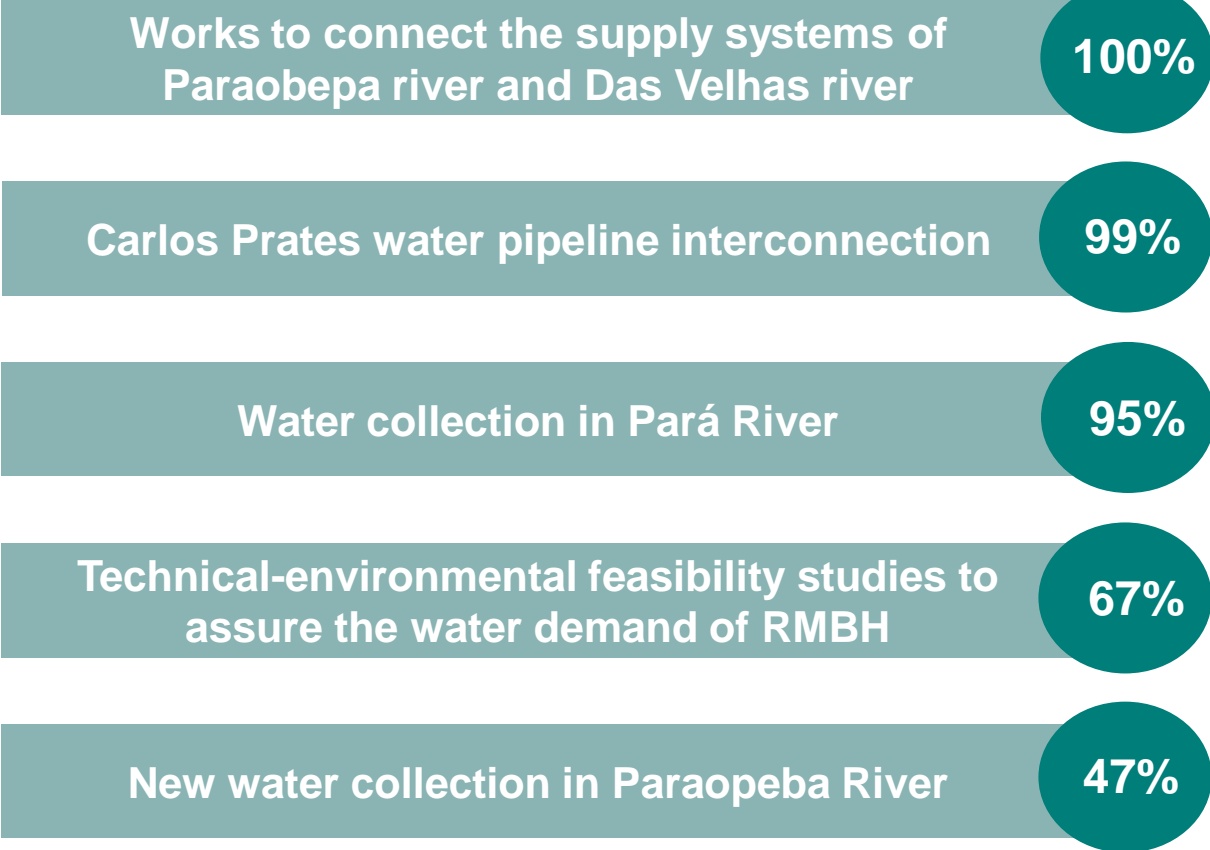 Works to connect the supply systems of
Paraobepa river and Das Velhas river
100%
Carlos Prates water pipeline interconnection
99%
Water collection in Pará River
95%
Technical-environmental feasibility studies to
assure the water demand of RMBH
67%
New water collection in Paraopeba River
47%